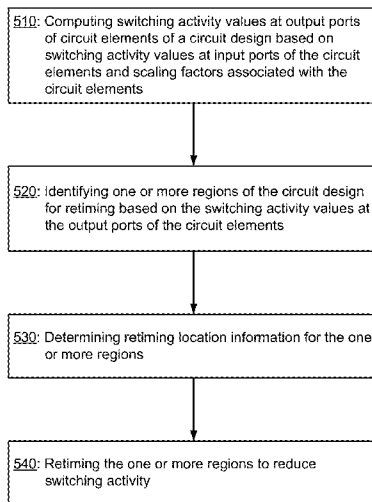 510: Computing switching activity values at output ports
of circuit elements of a circuit design based on
switching activity values at input ports of the circuit
elements and scaling factors associated with the
circuit elements
520: Identifying one or more regions of the circuit design
for retiming based on the switching activity values at
the output ports of the circuit elements
530: Determining retiming location information for the one
or more regions
540: Retiming the one or more regions to reduce
switching activity